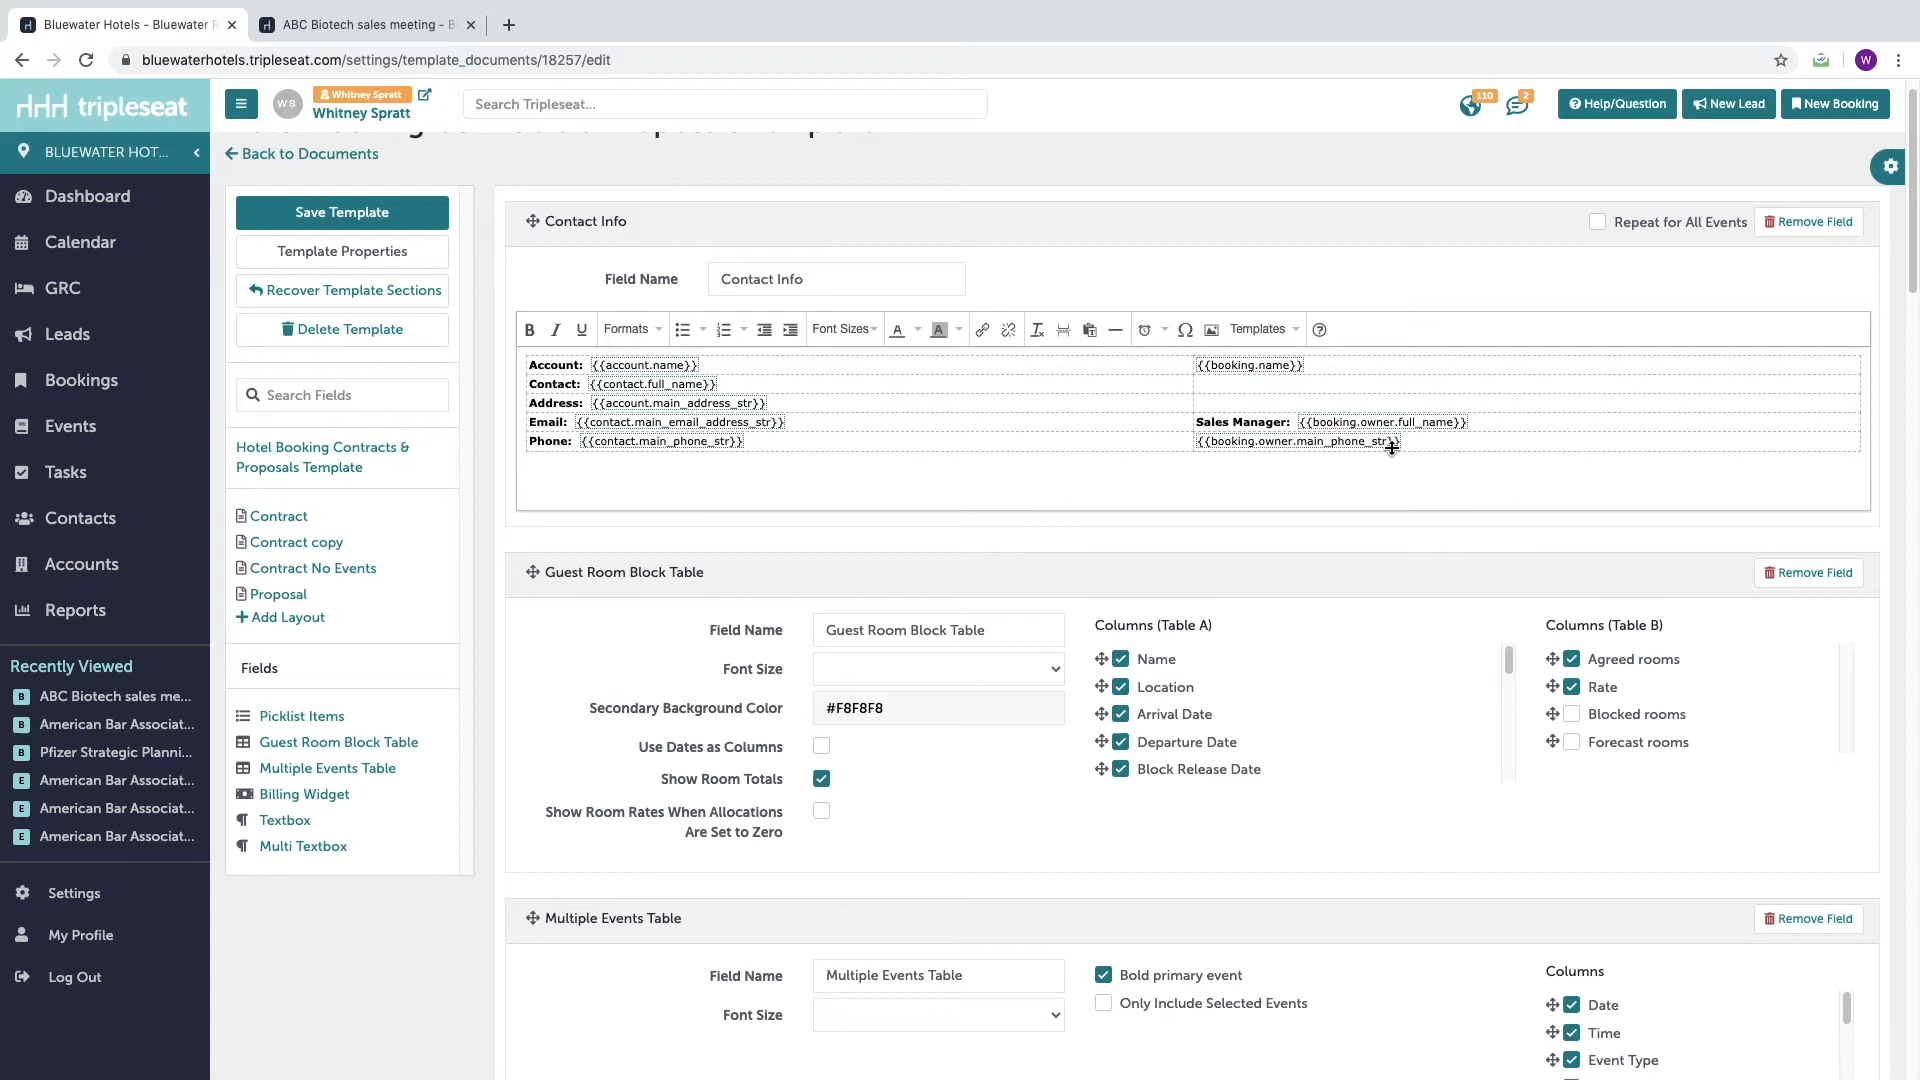 Bluewater Hotels - Bluewater R
ABC Biotech sales meeting - B
bluewaterhotels.tripleseat.com/settings/template_documents/18257/edit
W
tripleseat
WS
Whitney Spratt
Whitney Spratt
Search Tripleseat...
110
2
Help/Question
New Lead
New Booking
BLUEWATER HOT...
Back to Documents
Dashboard
Calendar
GRC
Leads
Bookings
Events
Tasks
Contacts
Accounts
Reports
Recently Viewed
B ABC Biotech sales me...
B American Bar Associat...
B Pfizer Strategic Planni...
E American Bar Associat...
E American Bar Associat...
E American Bar Associat...
Settings
My Profile
Log Out
Save Template
Template Properties
Recover Template Sections
Delete Template
Search Fields
Hotel Booking Contracts &
Proposals Template
Contract
Contract copy
Contract No Events
Proposal
Add Layout
Fields
Picklist Items
Guest Room Block Table
Multiple Events Table
Billing Widget
Textbox
Multi Textbox
Contact Info
Repeat for All Events
Remove Field
Field Name
Contact Info
B I U Formats Font Sizes A A Templates
Account: {{account.name}} {{booking.name}}
Contact: {{contact.full_name}}
Address: {{account.main_address_str}}
Email: {{contact.main_email_address_str}} Sales Manager: {{booking.owner.full_name}}
Phone: {{contact.main_phone_str}} {{booking.owner.main_phone_str}}
Guest Room Block Table
Remove Field
Field Name
Guest Room Block Table
Font Size
Secondary Background Color
#F8F8F8
Use Dates as Columns
Show Room Totals
Show Room Rates When Allocations
Are Set to Zero
Columns (Table A)
Name
Location
Arrival Date
Departure Date
Block Release Date
Columns (Table B)
Agreed rooms
Rate
Blocked rooms
Forecast rooms
Multiple Events Table
Remove Field
Field Name
Multiple Events Table
Font Size
Bold primary event
Only Include Selected Events
Columns
Date
Time
Event Type